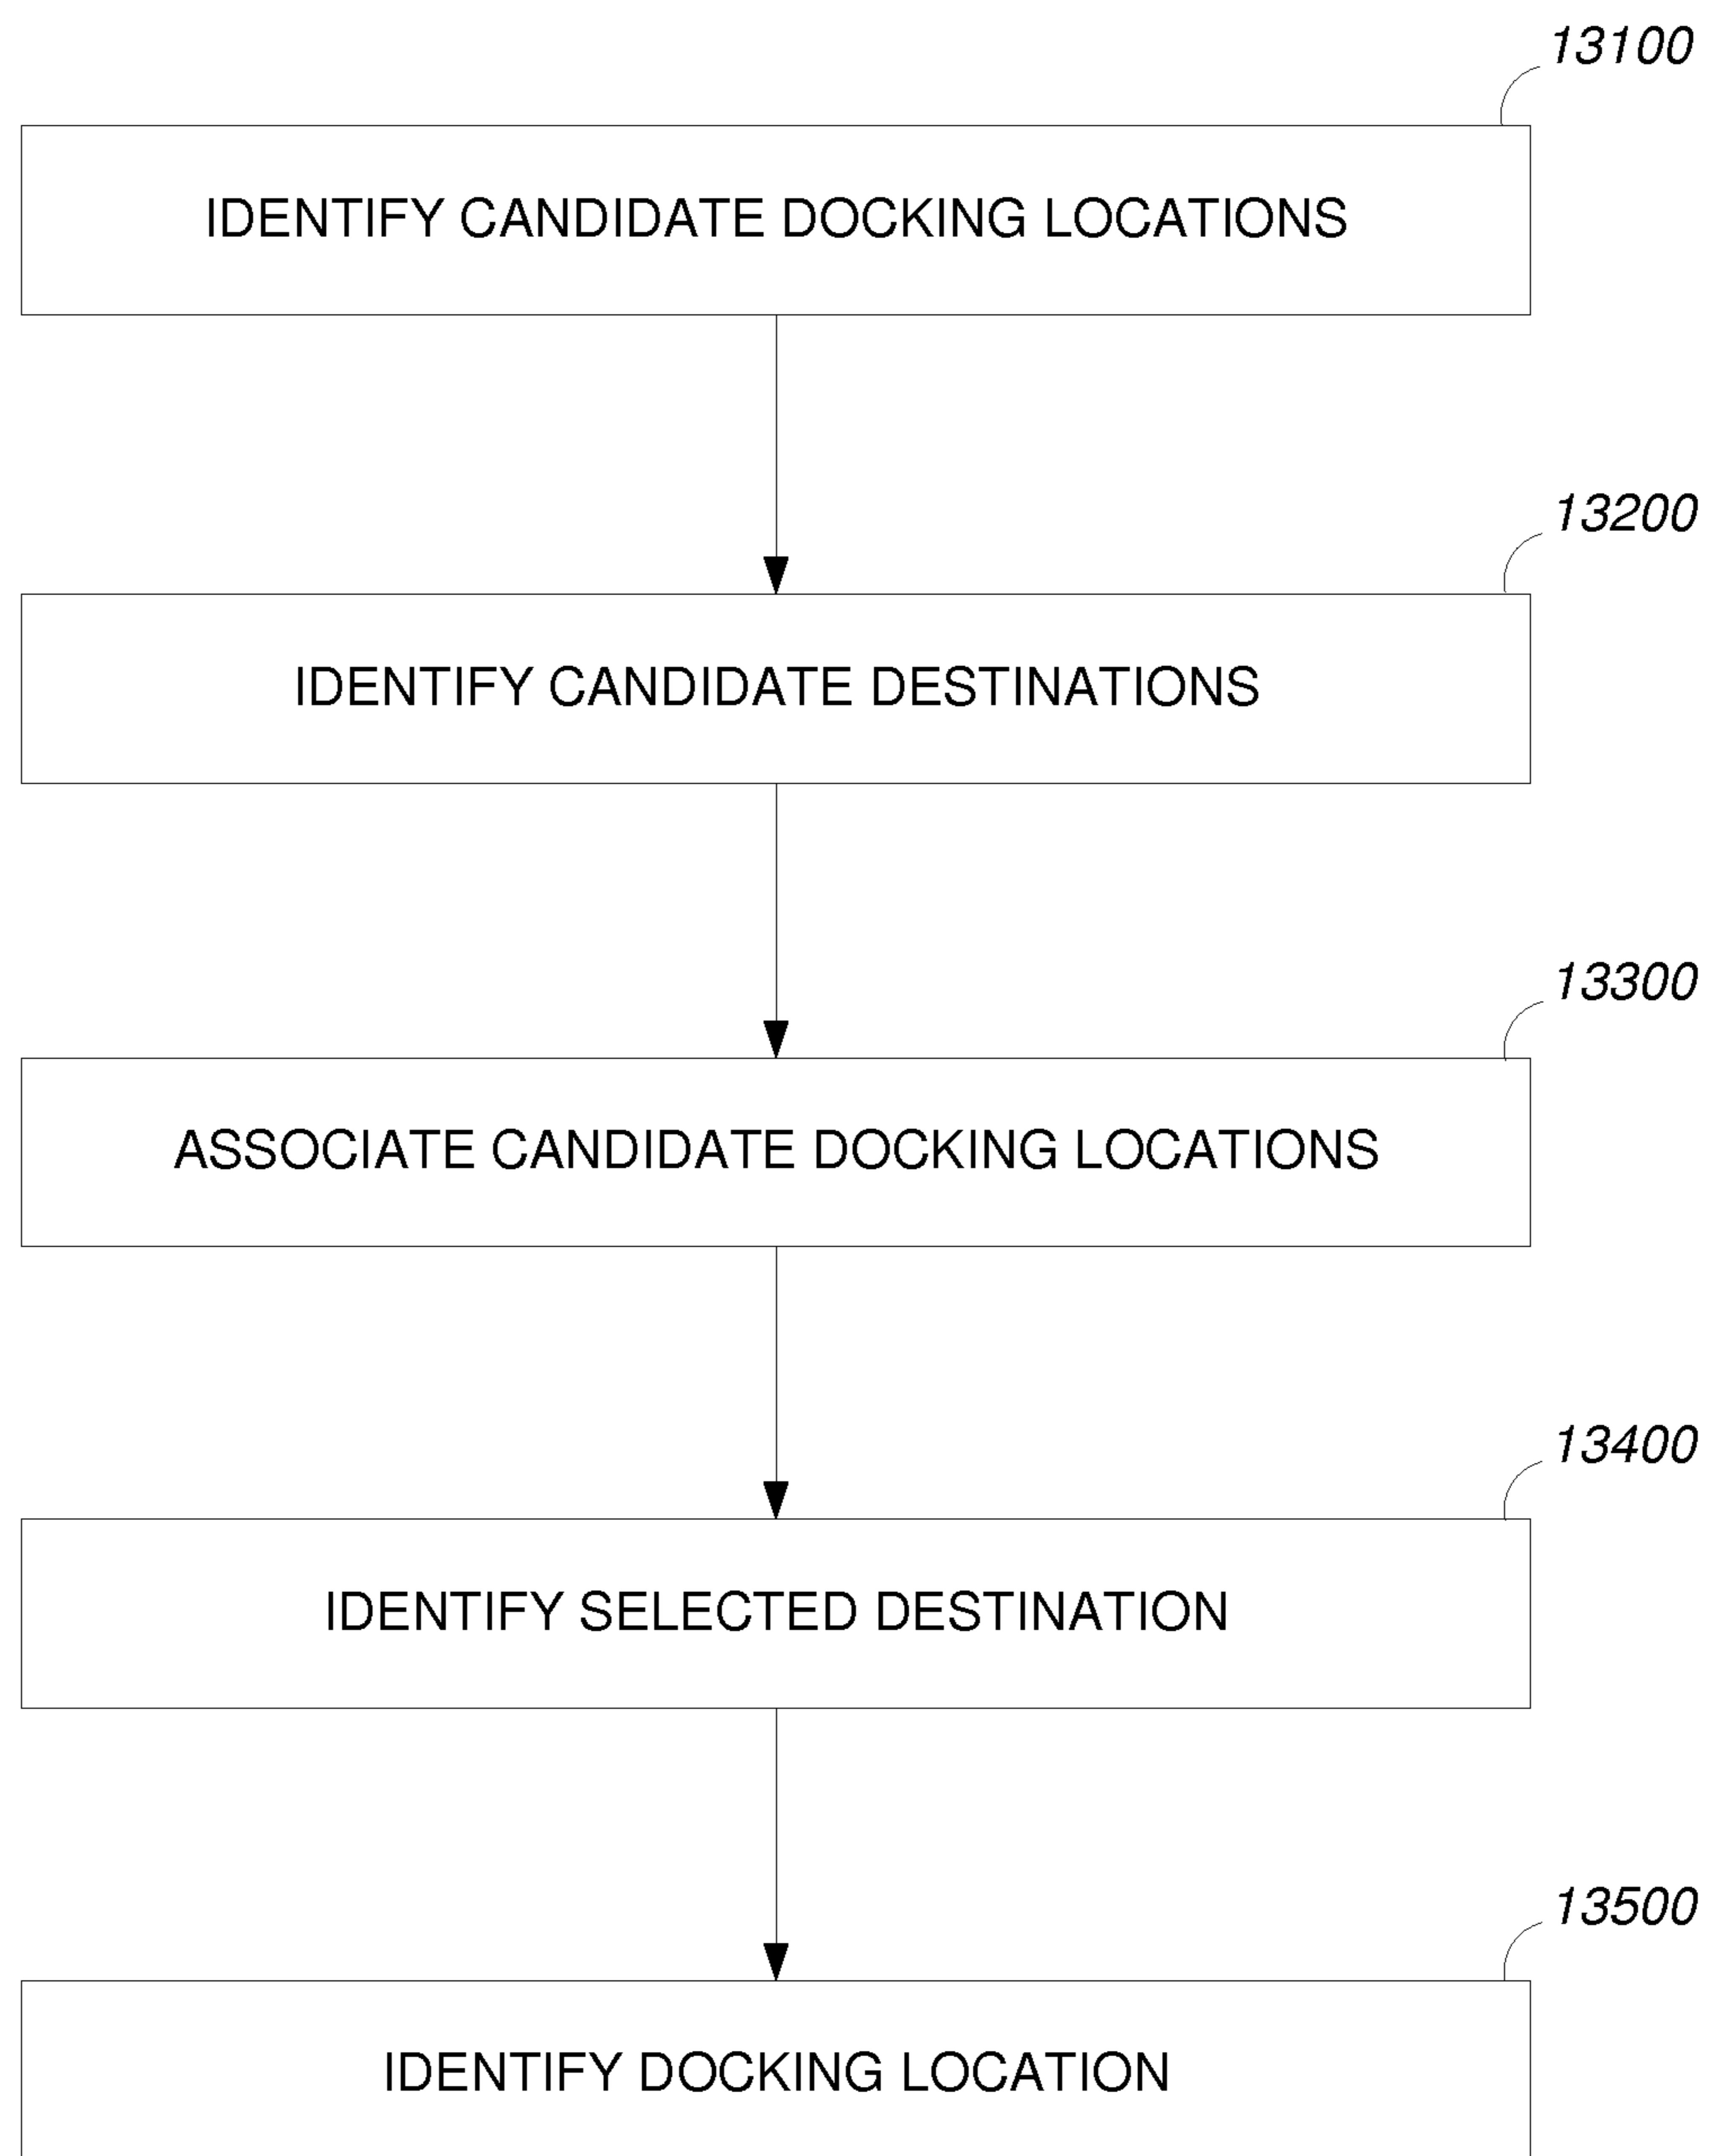 13100
IDENTIFY CANDIDATE DOCKING LOCATIONS
13200
IDENTIFY CANDIDATE DESTINATIONS
13300
ASSOCIATE CANDIDATE DOCKING LOCATIONS
13400
IDENTIFY SELECTED DESTINATION
13500
IDENTIFY DOCKING LOCATION